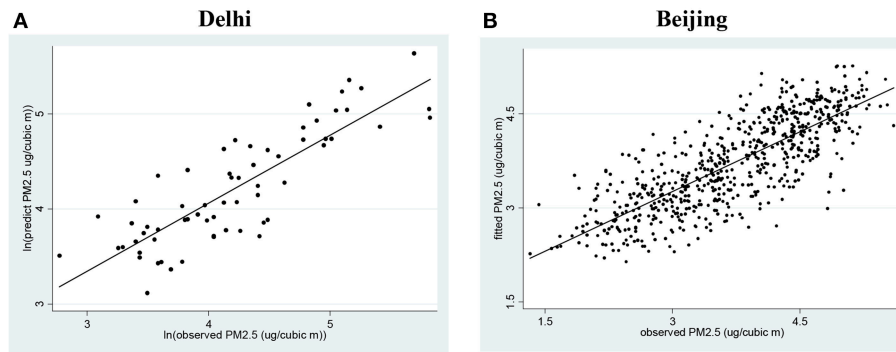 A
Delhi
ln(predict PM2.5 ug/cubic m))
5
4
3
3
4
5
ln(observed PM2.5 (ug/cubic m))
B
Beijing
fitted PM2.5 (ug/cubic m)
4.5
3
1.5
1.5
3
4.5
observed PM2.5 (ug/cubic m)